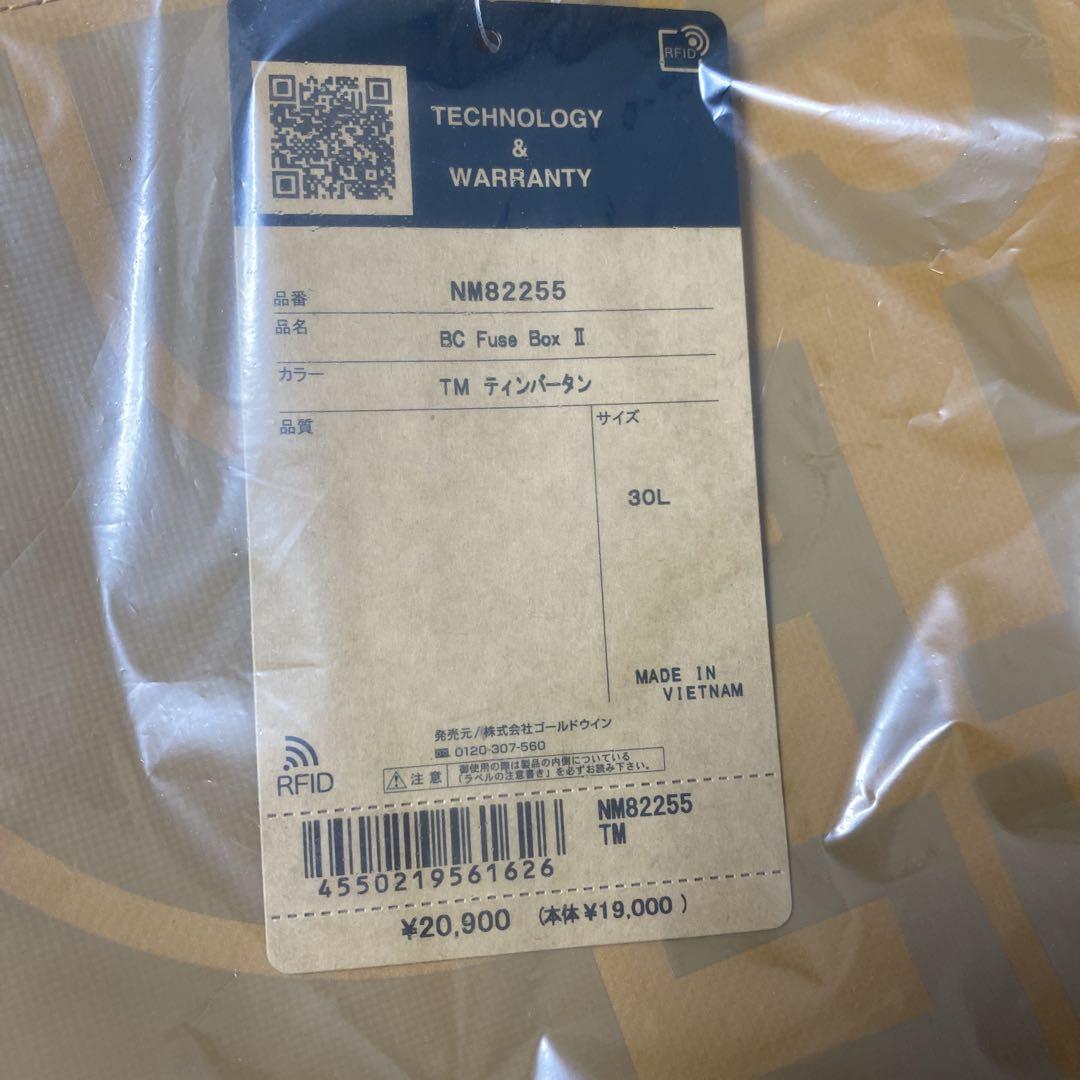 RFID
TECHNOLOGY
&
WARRANTY
品番 NM82255
品名 BC Fuse Box Ⅱ
カラー TM ティンバータン
品質
サイズ
30L
MADE IN
VIETNAM
発売元/株式会社ゴールドウイン
0120-307-560
RFID
注意
御使用の際は製品の内側についている
「ラベルの注意書き」を必ずお読み下さい。
NM82255
TM
4550219561626
¥20,900 (本体¥19,000)